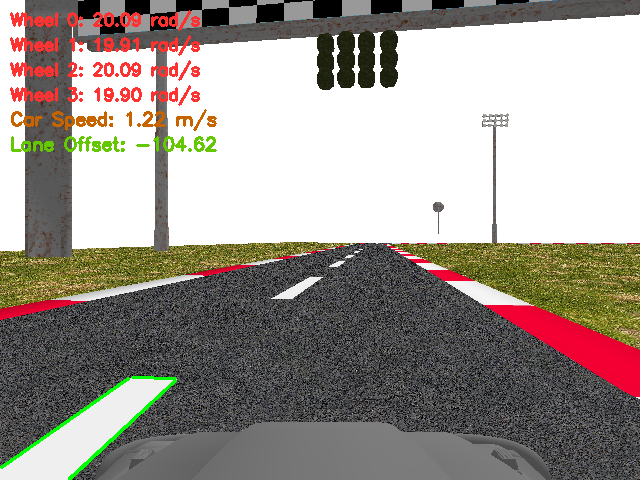 Wheel 0: 20.09 rad/s
Wheel 1: 19.91 rad/s
Wheel 2: 20.09 rad/s
Wheel 3: 19.90 rad/s
Car Speed: 1.22 m/s
Lane Offset: -104.62